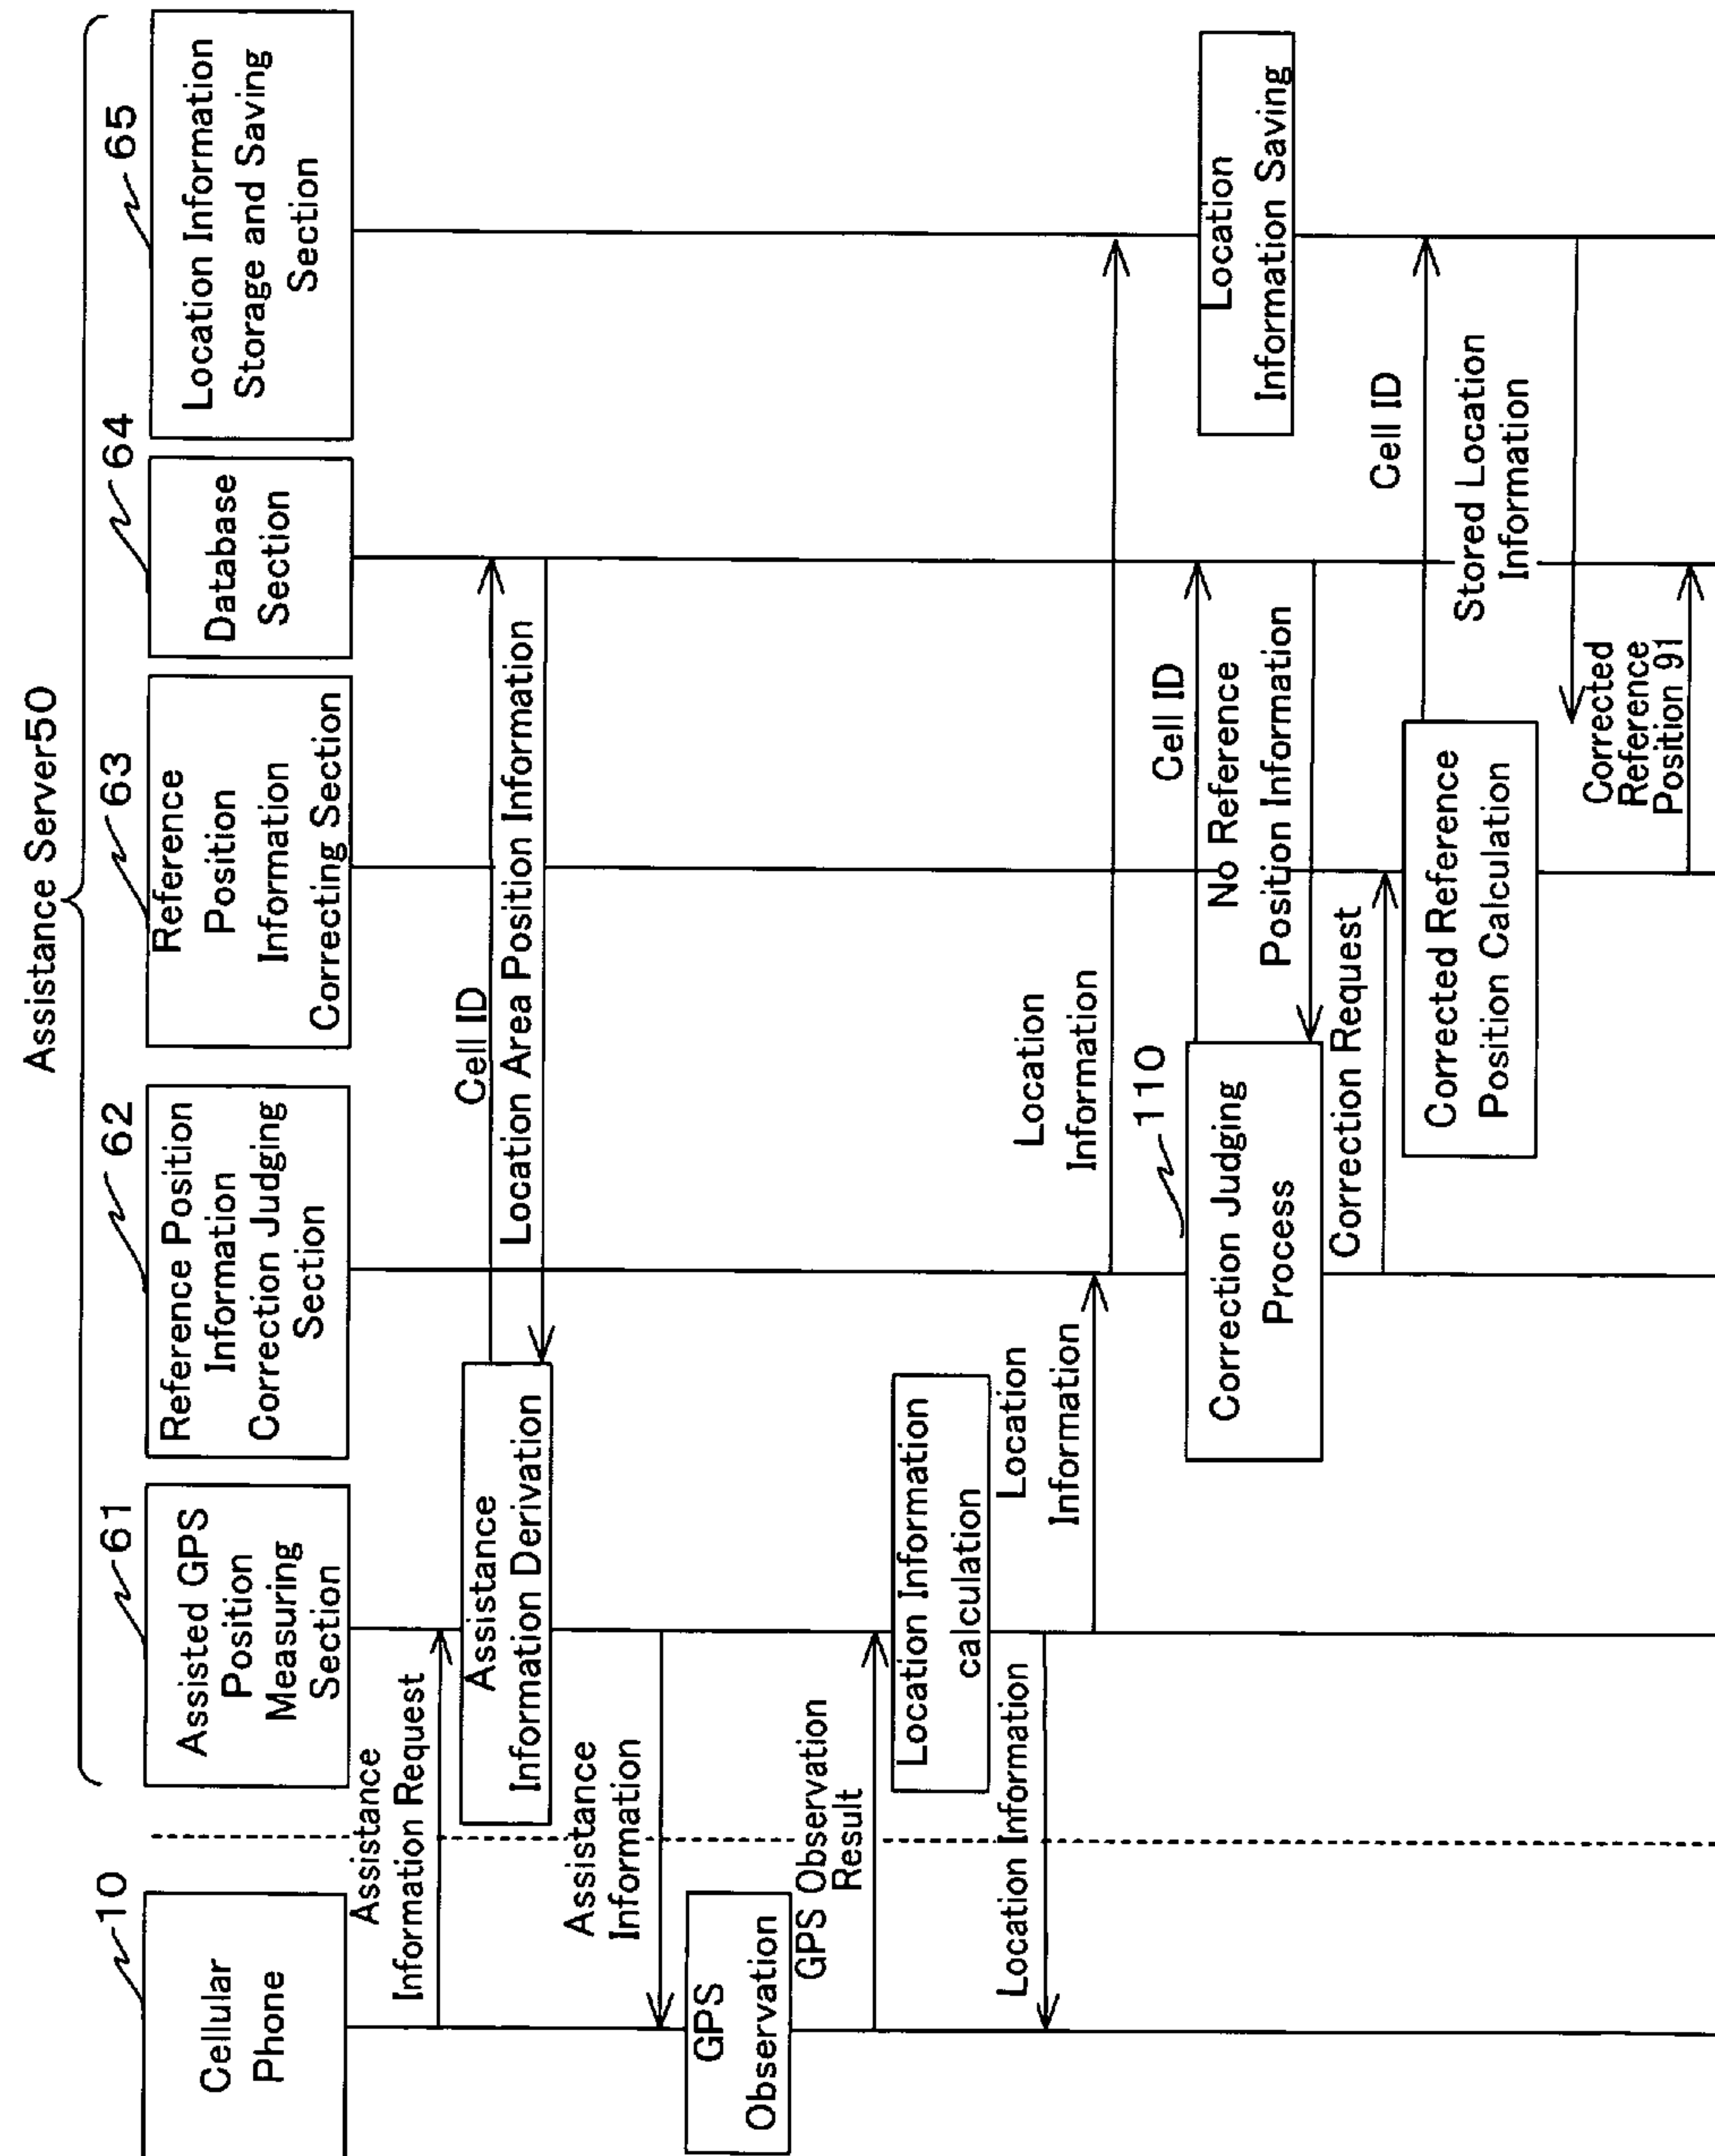 Assistance Server50
10
61
62
63
64
65
Cellular
Phone
Assisted GPS
Position
Measuring
Section
Reference Position
Information
Correction Judging
Section
Reference
Position
Information
Correcting Section
Database
Section
Location Information
Storage and Saving
Section
Assistance
Information Request
Cell ID
Assistance
Information Derivation
Location Area Position Information
Assistance
Information
GPS
Observation
GPS Observation
Result
Location Information
calculation
Location Information
Location
Information
Location
Information
110
Correction Judging
Process
Cell ID
Location
Information Saving
No Reference
Position Information
Correction Request
Corrected Reference
Position Calculation
Cell ID
Stored Location
Information
Corrected
Reference
Position 91